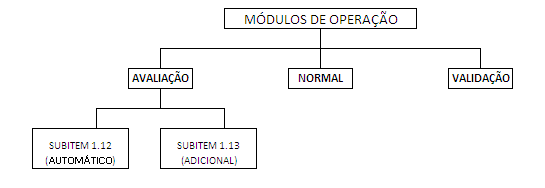 MÓDULOS DE OPERAÇÃO
AVALIAÇÃO
NORMAL
VALIDAÇÃO
SUBITEM 1.12
(AUTOMÁTICO)
SUBITEM 1.13
(ADICIONAL)